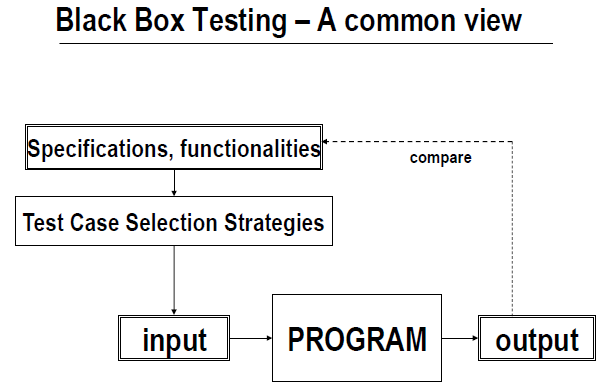 Black Box Testing – A common view
Specifications, functionalities
compare
Test Case Selection Strategies
input
PROGRAM
output